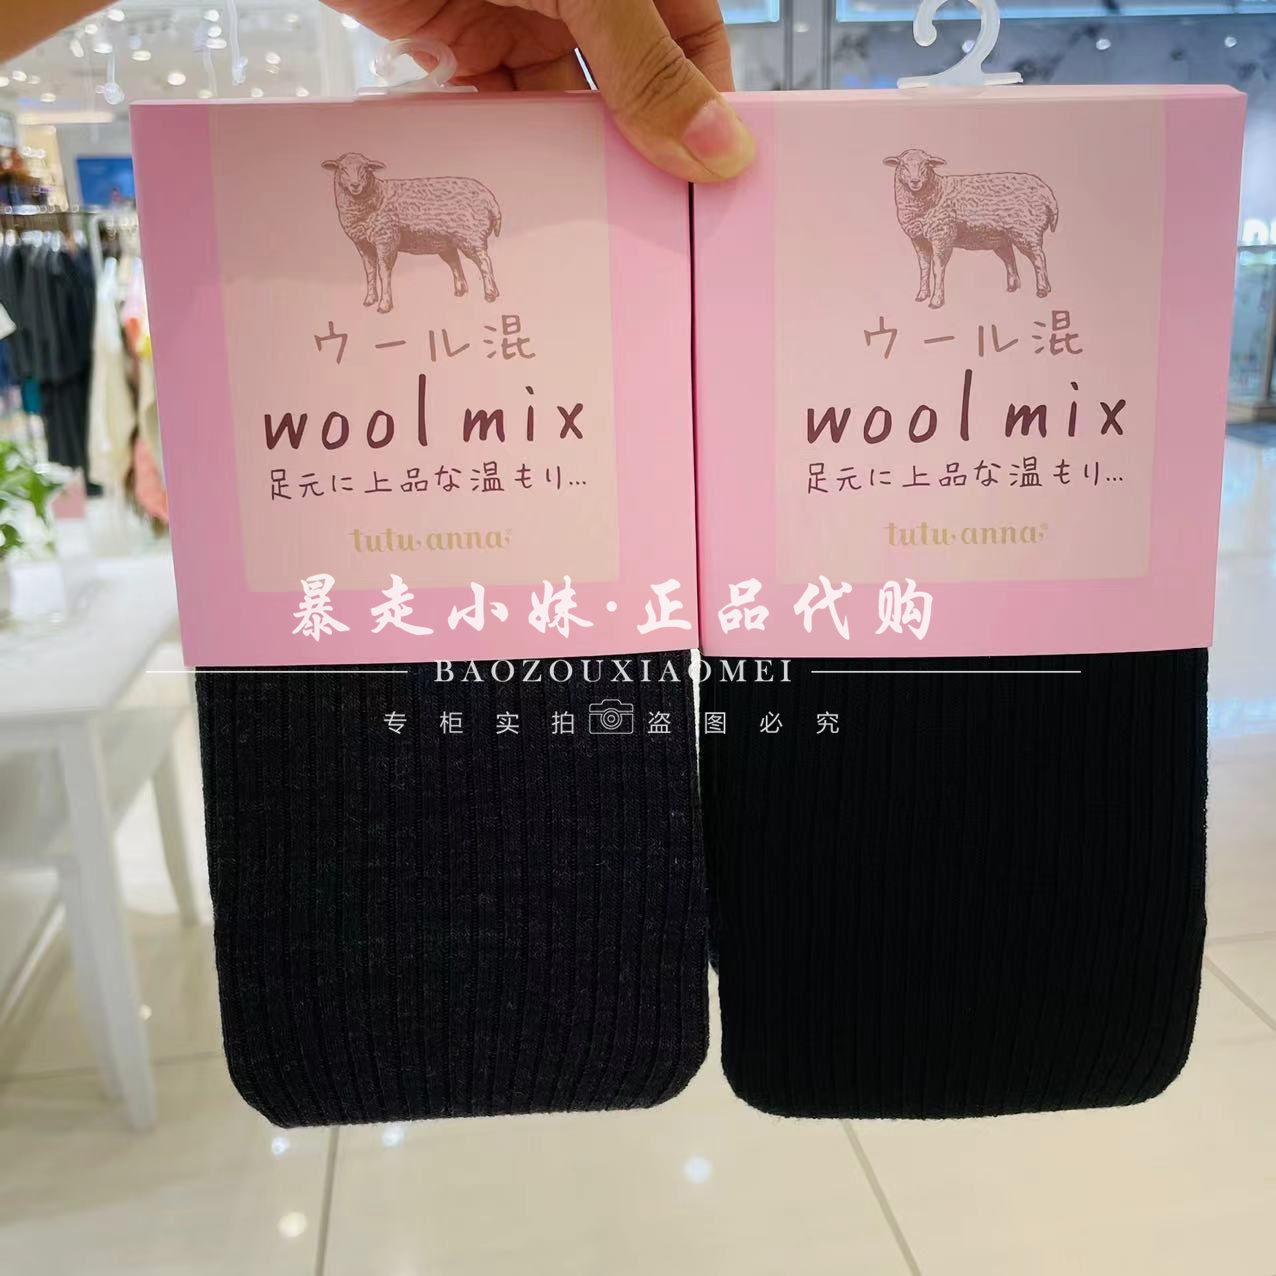 ウール混
wool mix
足元に上品な温もり...
tutu anna®
ウール混
wool mix
足元に上品な温もり...
tutu anna®
暴走小妹·正品代购
BAOZOUXIAOMEI
专柜实拍 盗图必究